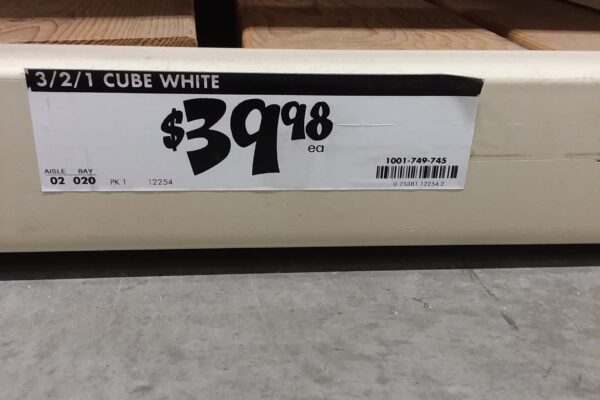 3/2/1 CUBE WHITE
$39 98
ea
1001-749-745
AISLE BAY
02 020 PK 1 12254
0 75381 12254 2